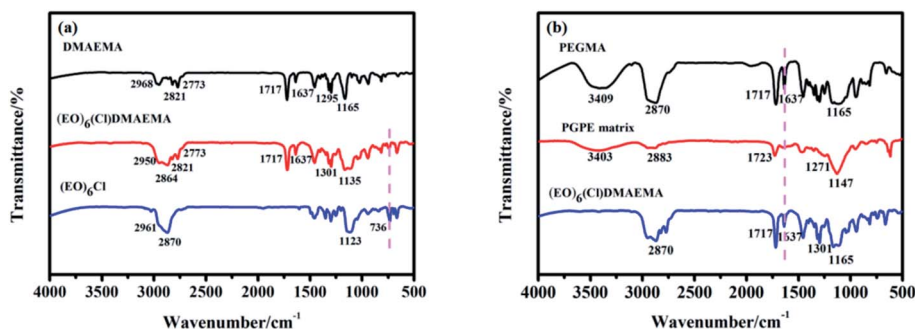 (a)
DMAEMA
2968
2821
2773
1717
1637
1295
1165
(EO)6(Cl)DMAEMA
2950
2864
2821
2773
1717
1637
1301
1135
(EO)6Cl
2961
2870
1123
736
Transmittance/%
4000 3500 3000 2500 2000 1500 1000 500
Wavenumber/cm-1
(b)
PEGMA
3409
2870
1717
1637
1165
PGPE matrix
3403
2883
1723
1271
1147
(EO)6(Cl)DMAEMA
2870
1717
1637
1301
1165
Transmittance/%
4000 3500 3000 2500 2000 1500 1000 500
Wavenumber/cm-1